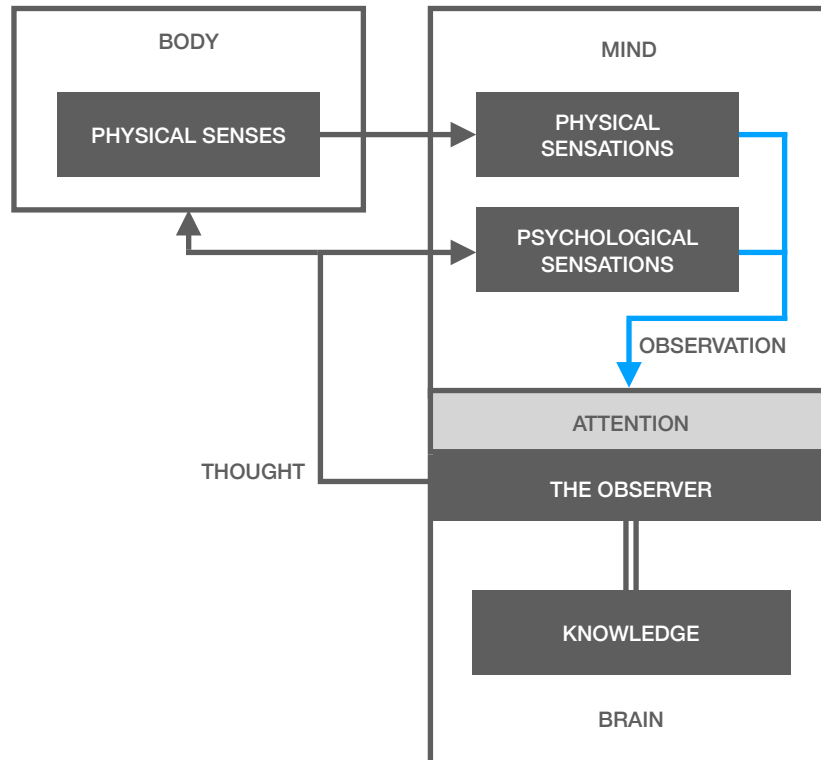 BODY
MIND
PHYSICAL SENSES
PHYSICAL
SENSATIONS
PSYCHOLOGICAL
SENSATIONS
OBSERVATION
ATTENTION
THOUGHT
THE OBSERVER
KNOWLEDGE
BRAIN